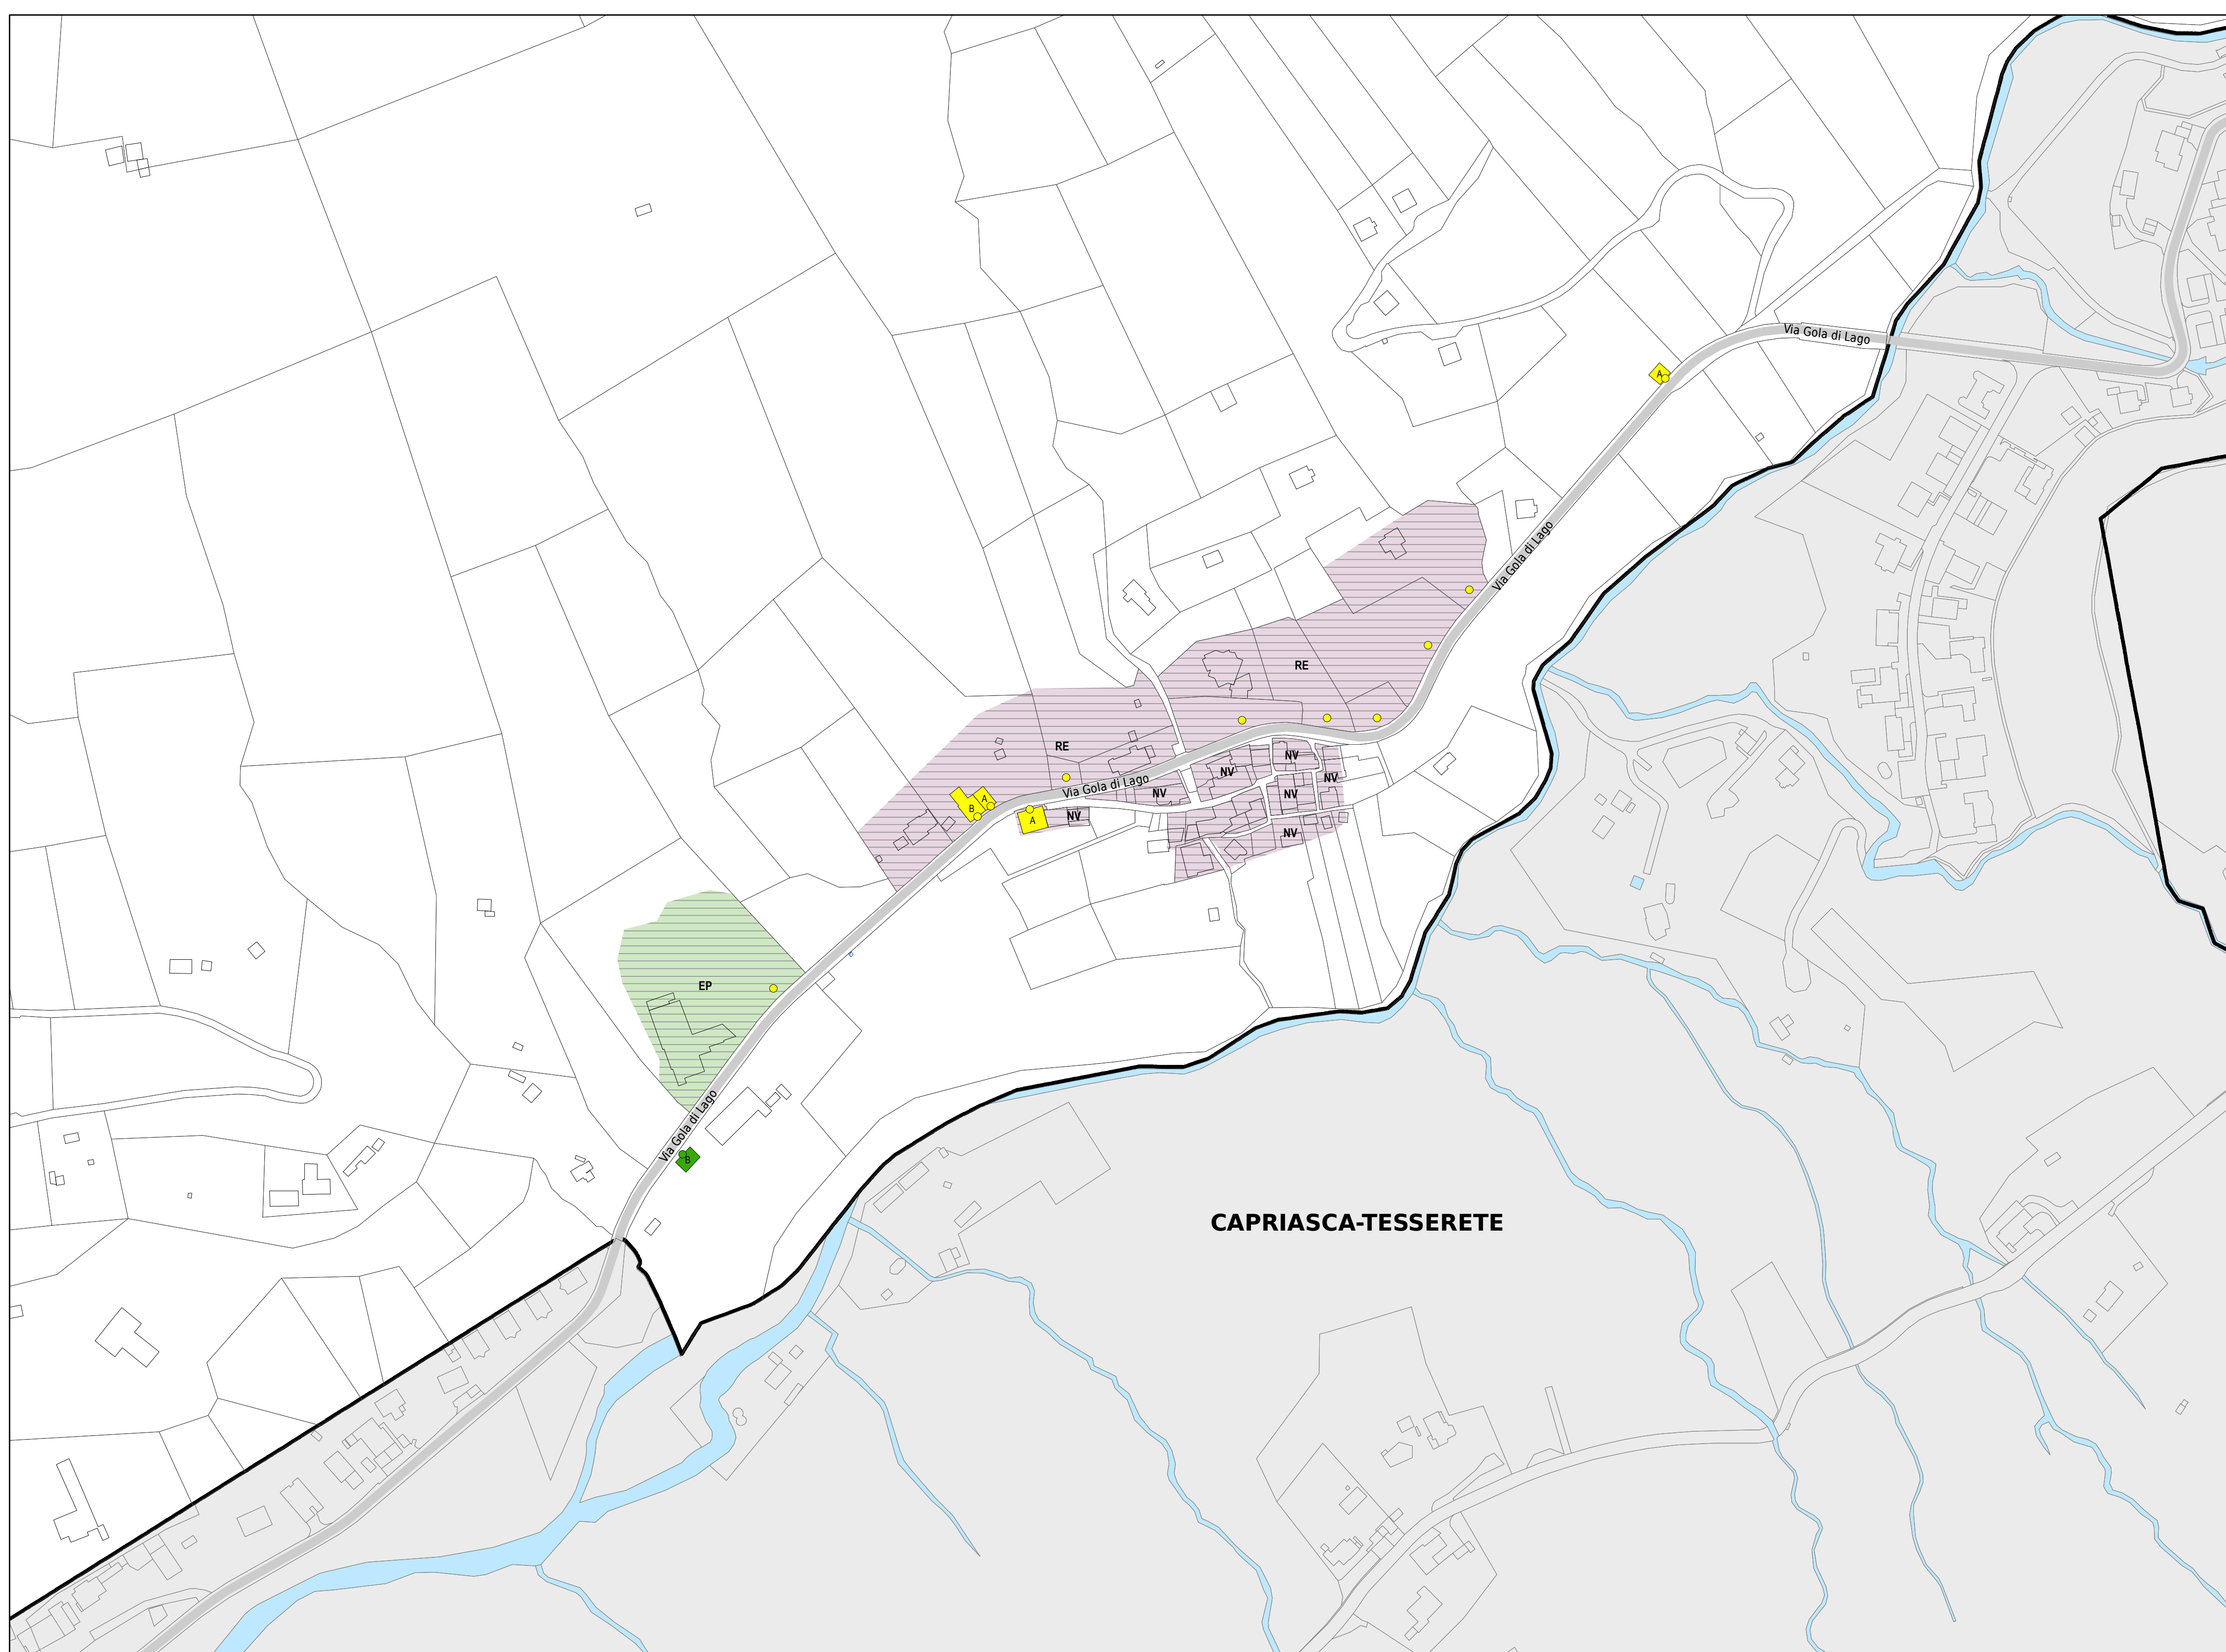 Via Gola di Lago
A
Via Gola di Lago
RE
RE
NV
NV
NV
Via Gola di Lago
NV
NV
A
B
A
NV
NV
EP
Via Gola di Lago
B
CAPRIASCA-TESSERETE